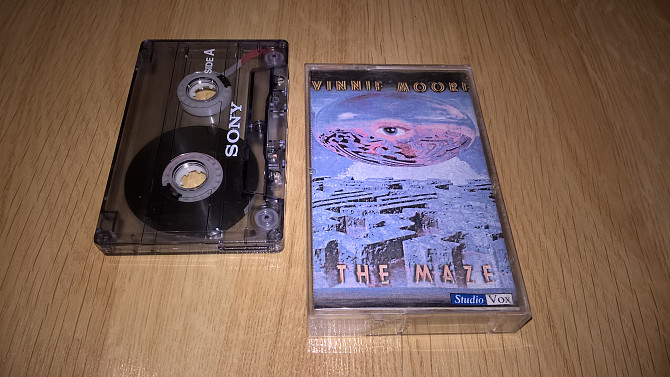 SIDE A
SONY
VINNIE MOORE
THE MAZE
Studio Vox